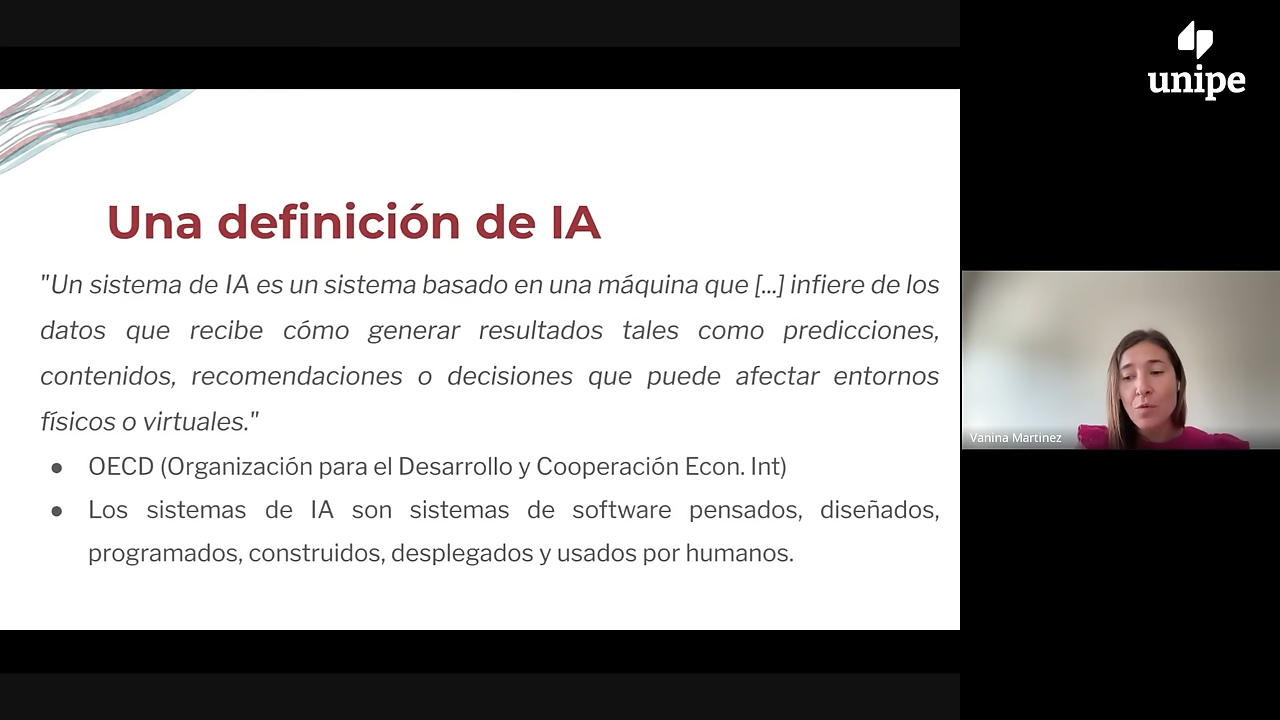 unipe
Una definición de IA
"Un sistema de IA es un sistema basado en una máquina que [...] infiere de los
datos que recibe cómo generar resultados tales como predicciones,
contenidos, recomendaciones o decisiones que puede afectar entornos
físicos o virtuales."
● OECD (Organización para el Desarrollo y Cooperación Econ. Int)
● Los sistemas de IA son sistemas de software pensados, diseñados,
programados, construidos, desplegados y usados por humanos.
Vanina Martinez